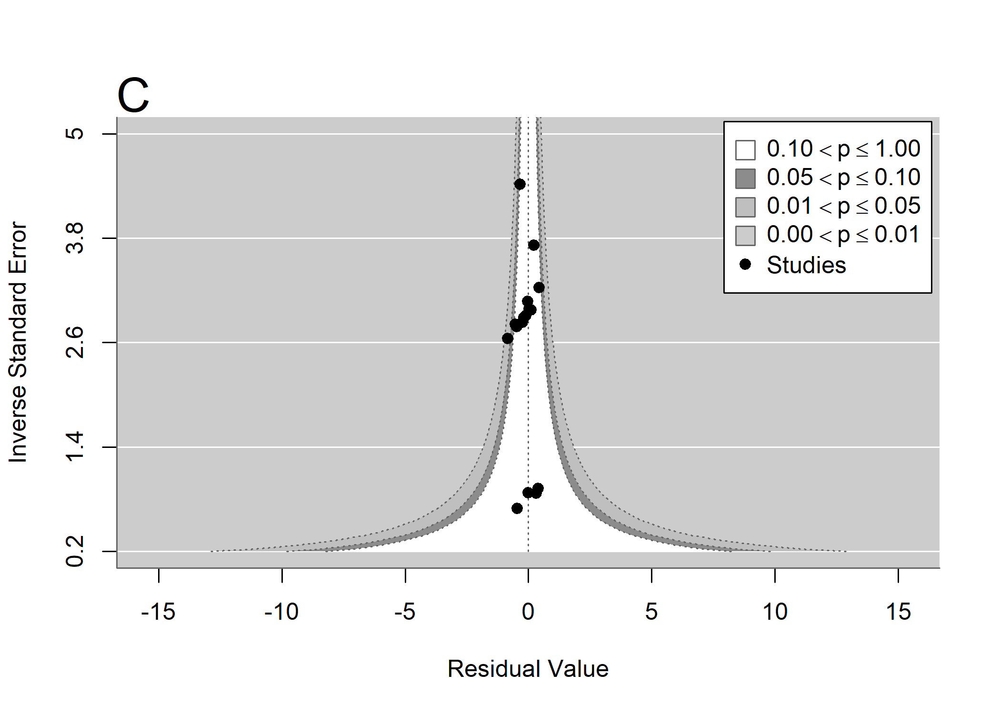 C
Inverse Standard Error
5
3.8
2.6
1.4
0.2
0.10 < p ≤ 1.00
0.05 < p ≤ 0.10
0.01 < p ≤ 0.05
0.00 < p ≤ 0.01
Studies
-15 -10 -5 0 5 10 15
Residual Value